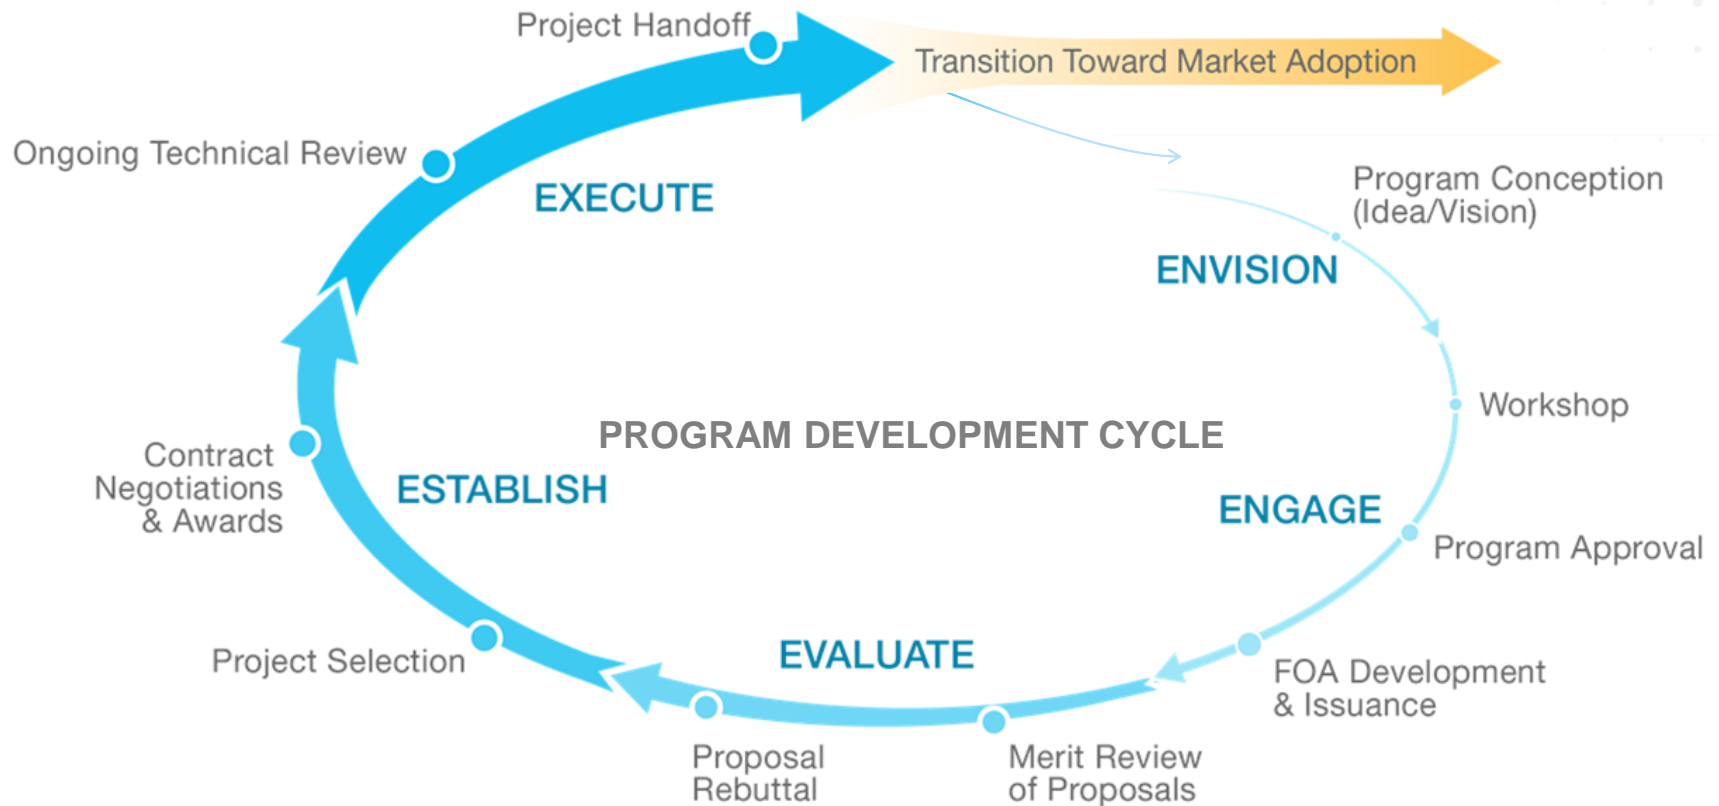 Project Handoff
Transition Toward Market Adoption
Ongoing Technical Review
EXECUTE
Program Conception
(Idea/Vision)
ENVISION
Workshop
PROGRAM DEVELOPMENT CYCLE
Contract
Negotiations
& Awards
ESTABLISH
ENGAGE
Program Approval
Project Selection
EVALUATE
FOA Development
& Issuance
Proposal
Rebuttal
Merit Review
of Proposals